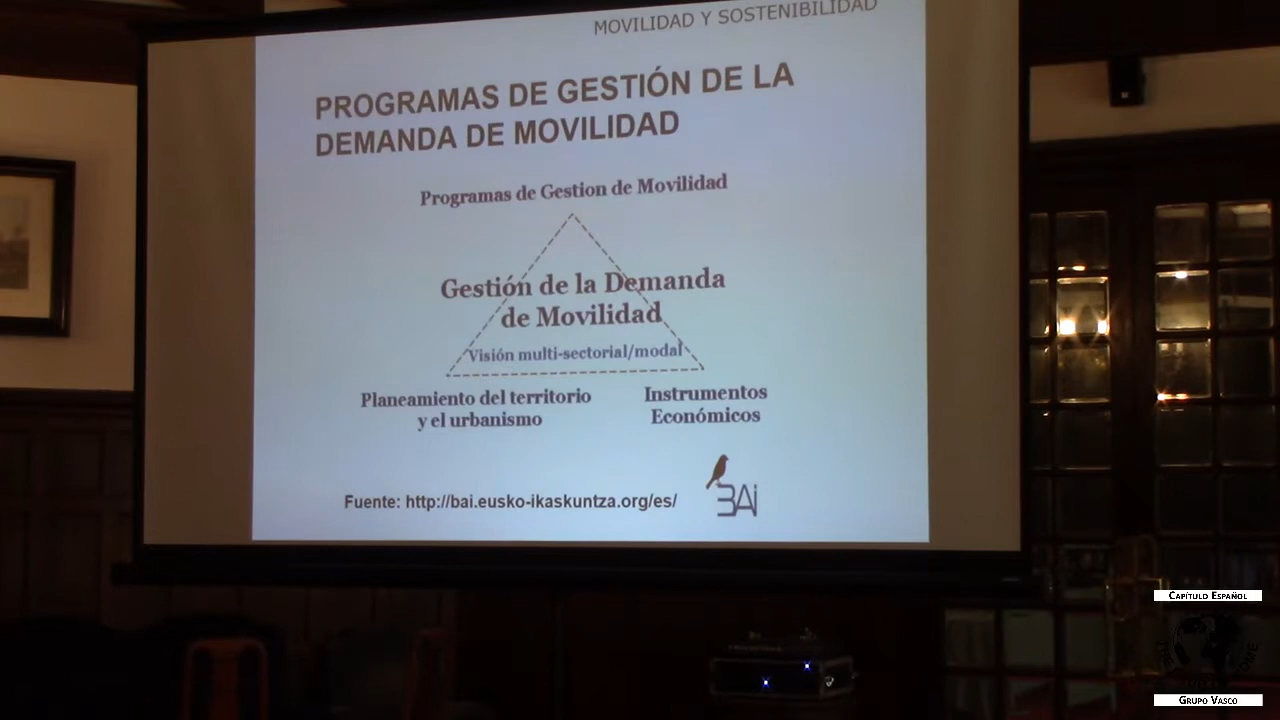 MOVILIDAD Y SOSTENIBILIDAD
PROGRAMAS DE GESTIÓN DE LA
DEMANDA DE MOVILIDAD
Programas de Gestion de Movilidad
Gestión de la Demanda
de Movilidad
Visión multi-sectorial/modal
Planeamiento del territorio
y el urbanismo
Instrumentos
Económicos
Fuente: http://bai.eusko-ikaskuntza.org/es/
BAi
Capítulo Español
Grupo Vasco